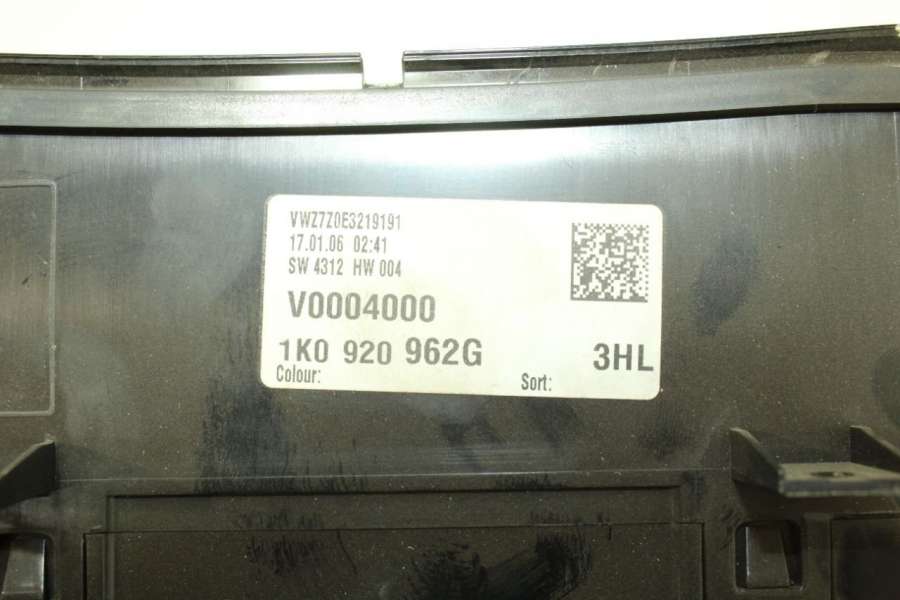 VWZ7Z0E3219191
17.01.06 02:41
SW 4312 HW 004
V0004000
1K0 920 962G 3HL
Colour: Sort: